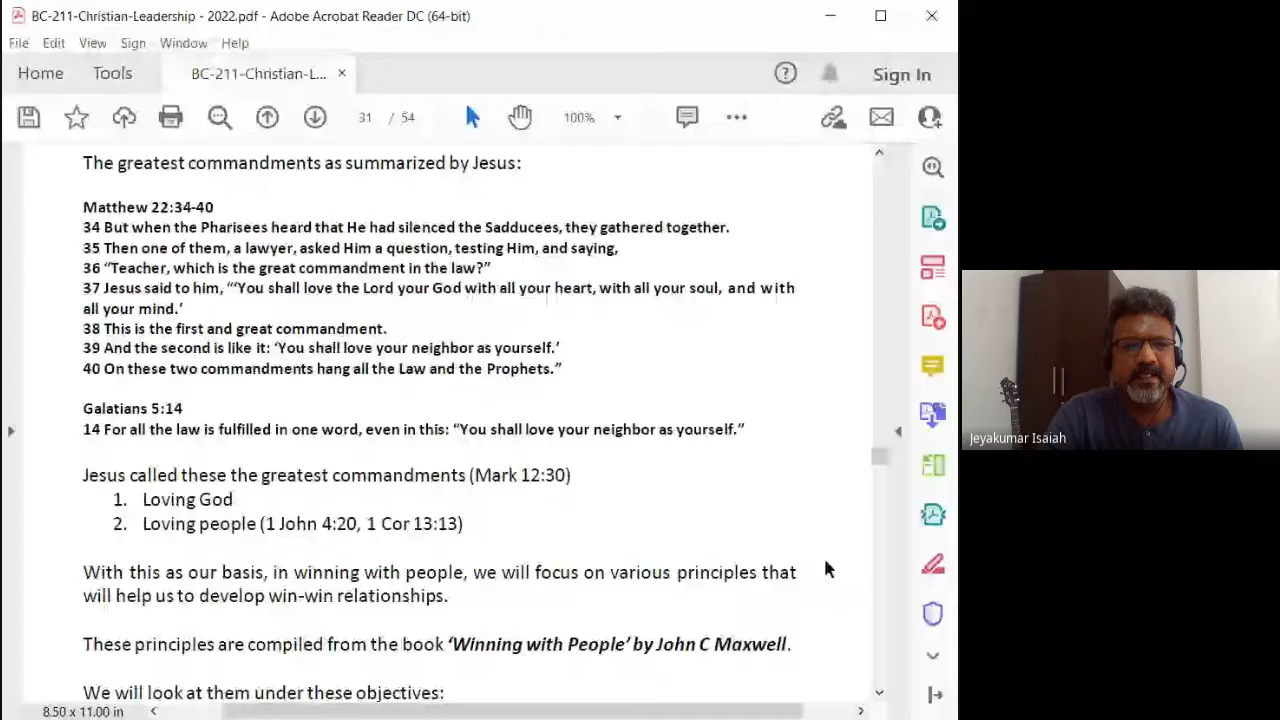 BC-211-Christian-Leadership - 2022.pdf - Adobe Acrobat Reader DC (64-bit)
File Edit View Sign Window Help
Home Tools BC-211-Christian-L... × ? Sign In
31 / 54 100%
The greatest commandments as summarized by Jesus:
Matthew 22:34-40
34 But when the Pharisees heard that He had silenced the Sadducees, they gathered together.
35 Then one of them, a lawyer, asked Him a question, testing Him, and saying,
36 “Teacher, which is the great commandment in the law?”
37 Jesus said to him, “‘You shall love the Lord your God with all your heart, with all your soul, and with
all your mind.’
38 This is the first and great commandment.
39 And the second is like it: ‘You shall love your neighbor as yourself.’
40 On these two commandments hang all the Law and the Prophets.”
Galatians 5:14
14 For all the law is fulfilled in one word, even in this: “You shall love your neighbor as yourself.”
Jesus called these the greatest commandments (Mark 12:30)
1. Loving God
2. Loving people (1 John 4:20, 1 Cor 13:13)
With this as our basis, in winning with people, we will focus on various principles that
will help us to develop win-win relationships.
These principles are compiled from the book ‘Winning with People’ by John C Maxwell.
We will look at them under these objectives:
8.50 x 11.00 in
Jeyakumar Isaiah